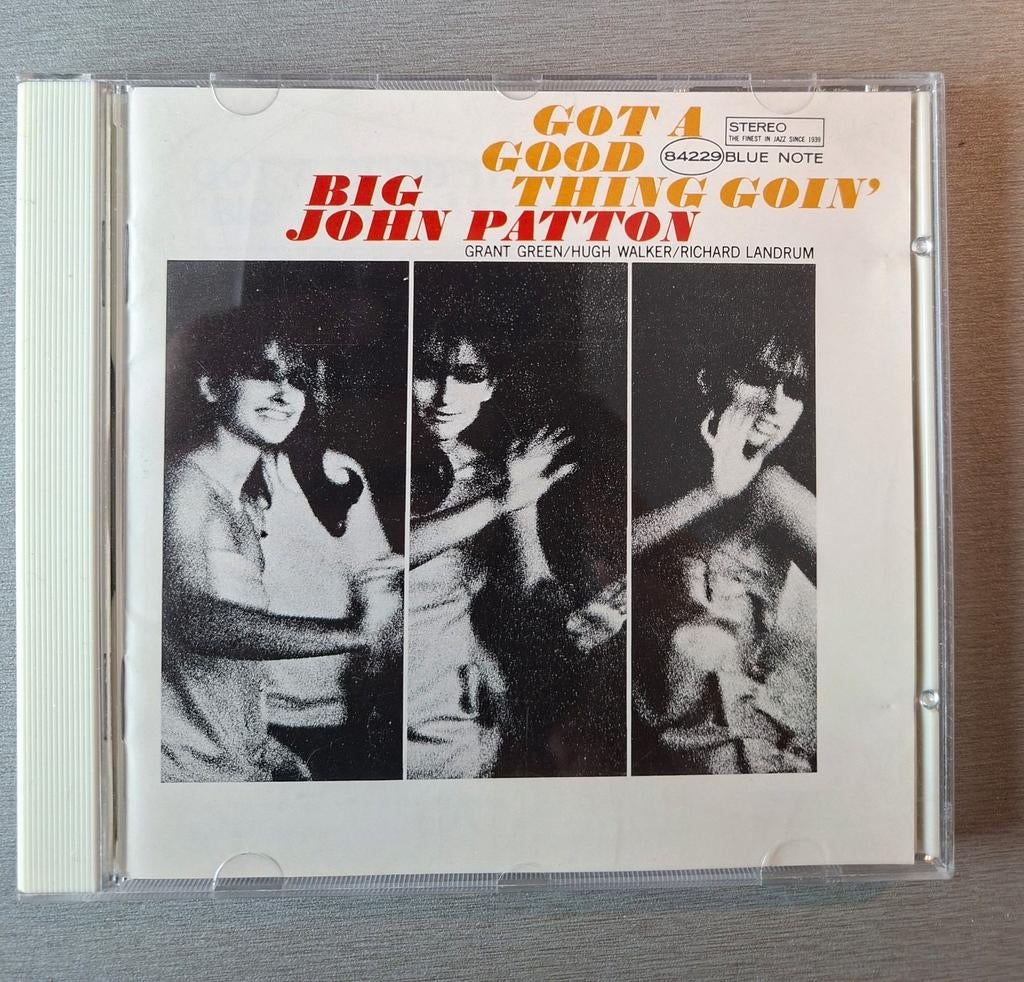 GOT A
GOOD
THING GOIN'
STEREO
THE FINEST IN JAZZ SINCE 1939
84229 BLUE NOTE
BIG
JOHN PATTON
GRANT GREEN/HUGH WALKER/RICHARD LANDRUM